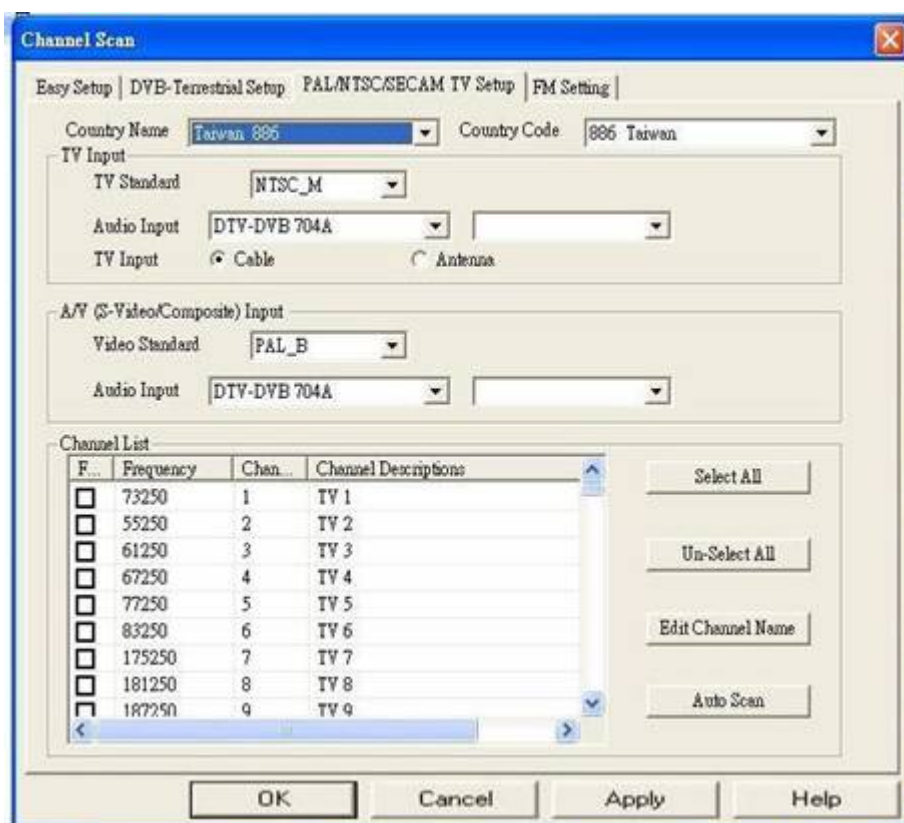 Channel Scan
Easy Setup DVB-Terrestrial Setup PAL/NTSC/SECAM TV Setup FM Setting
Country Name Taiwan 886 Country Code 886 Taiwan
TV Input
TV Standard NTSC_M
Audio Input DTV-DVB 704A
TV Input Cable Antenna
A/V (S-Video/Composite) Input
Video Standard PAL_B
Audio Input DTV-DVB 704A
Channel List
F... Frequency Chan... Channel Descriptions
73250 1 TV 1
55250 2 TV 2
61250 3 TV 3
67250 4 TV 4
77250 5 TV 5
83250 6 TV 6
175250 7 TV 7
181250 8 TV 8
187250 9 TV 9
Select All
Un-Select All
Edit Channel Name
Auto Scan
OK Cancel Apply Help